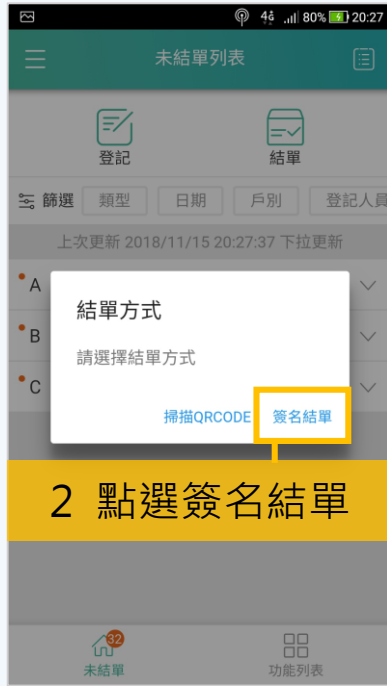 4G 80% 20:27
未結單列表
登記 結單
篩選 類型 日期 戶別 登記人員
上次更新 2018/11/15 20:27:37 下拉更新
A
結單方式
B
請選擇結單方式
C
掃描QRCODE 簽名結單
2 點選簽名結單
32
未結單 功能列表